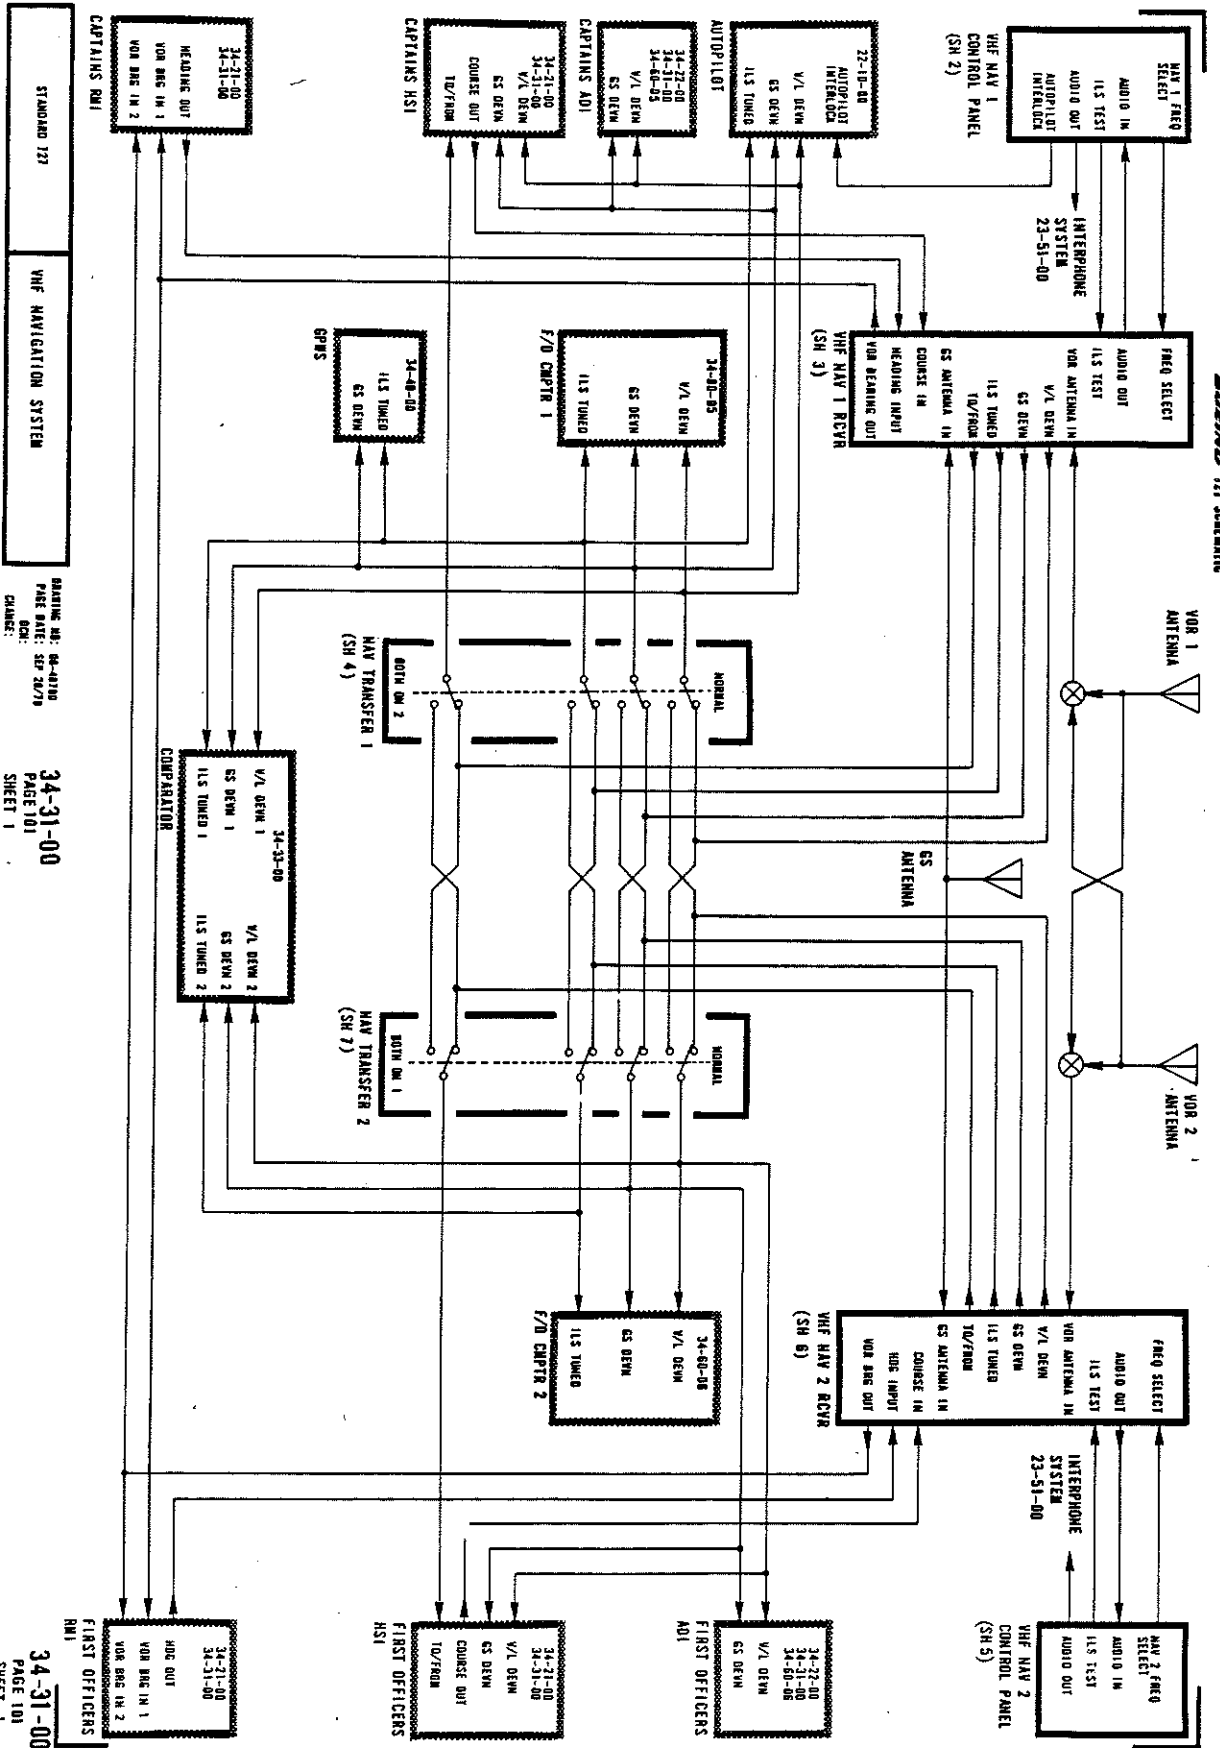 VHF NAV 1
CONTROL PANEL
(SH 2)
NAV 1 FREQ
SELECT
AUDIO IN
ILS TEST
AUDIO OUT
AUTOPILOT
INTERLOCK
INTERPHONE
SYSTEM
23-51-00
AUTOPILOT
22-10-00
AUTOPILOT
INTERLOCK
V/L DEVN
GS DEVN
ILS TUNED
CAPTAINS ADI
34-22-00
34-31-00
34-60-05
V/L DEVN
GS DEVN
CAPTAINS HSI
34-21-00
34-31-00
V/L DEVN
GS DEVN
COURSE OUT
TO/FROM
CAPTAINS RMI
34-21-00
34-31-00
HEADING OUT
VOR BRG IN 1
VOR BRG IN 2
VHF NAV 1 RCVR
(SH 3)
FREQ SELECT
AUDIO OUT
ILS TEST
VOR ANTENNA IN
V/L DEVN
GS DEVN
ILS TUNED
TO/FROM
GS ANTENNA IN
COURSE IN
HEADING INPUT
VOR BEARING OUT
F/D CMPTR 1
V/L DEVN
GS DEVN
ILS TUNED
GPWS
ILS TUNED
GS DEVN
VOR 1
ANTENNA
NAV TRANSFER 1
(SH 4)
NORMAL
BOTH ON 2
GS
ANTENNA
COMPARATOR
34-33-00
V/L DEVN 1
GS DEVN 1
ILS TUNED 1
V/L DEVN 2
GS DEVN 2
ILS TUNED 2
NAV TRANSFER 2
(SH 7)
NORMAL
BOTH ON 1
VOR 2
ANTENNA
VHF NAV 2 RCVR
(SH 6)
FREQ SELECT
AUDIO OUT
ILS TEST
VOR ANTENNA IN
V/L DEVN
GS DEVN
ILS TUNED
TO/FROM
GS ANTENNA IN
COURSE IN
HDG INPUT
VOR BRG OUT
F/D CMPTR 2
34-60-06
V/L DEVN
GS DEVN
ILS TUNED
INTERPHONE
SYSTEM
23-51-00
VHF NAV 2
CONTROL PANEL
(SH 5)
NAV 2 FREQ
SELECT
AUDIO IN
ILS TEST
AUDIO OUT
FIRST OFFICERS
ADI
34-22-00
34-31-00
34-60-06
V/L DEVN
GS DEVN
FIRST OFFICERS
HSI
34-21-00
34-31-00
V/L DEVN
GS DEVN
COURSE OUT
TO/FROM
FIRST OFFICERS
RMI
34-21-00
34-31-00
HDG OUT
VOR BRG IN 1
VOR BRG IN 2
STANDARD 727
VHF NAVIGATION SYSTEM
PAGE DATE: SEP 20/78
DCN:
CHANGE:
34-31-00
PAGE 101
SHEET 1
34-31-00
PAGE 101